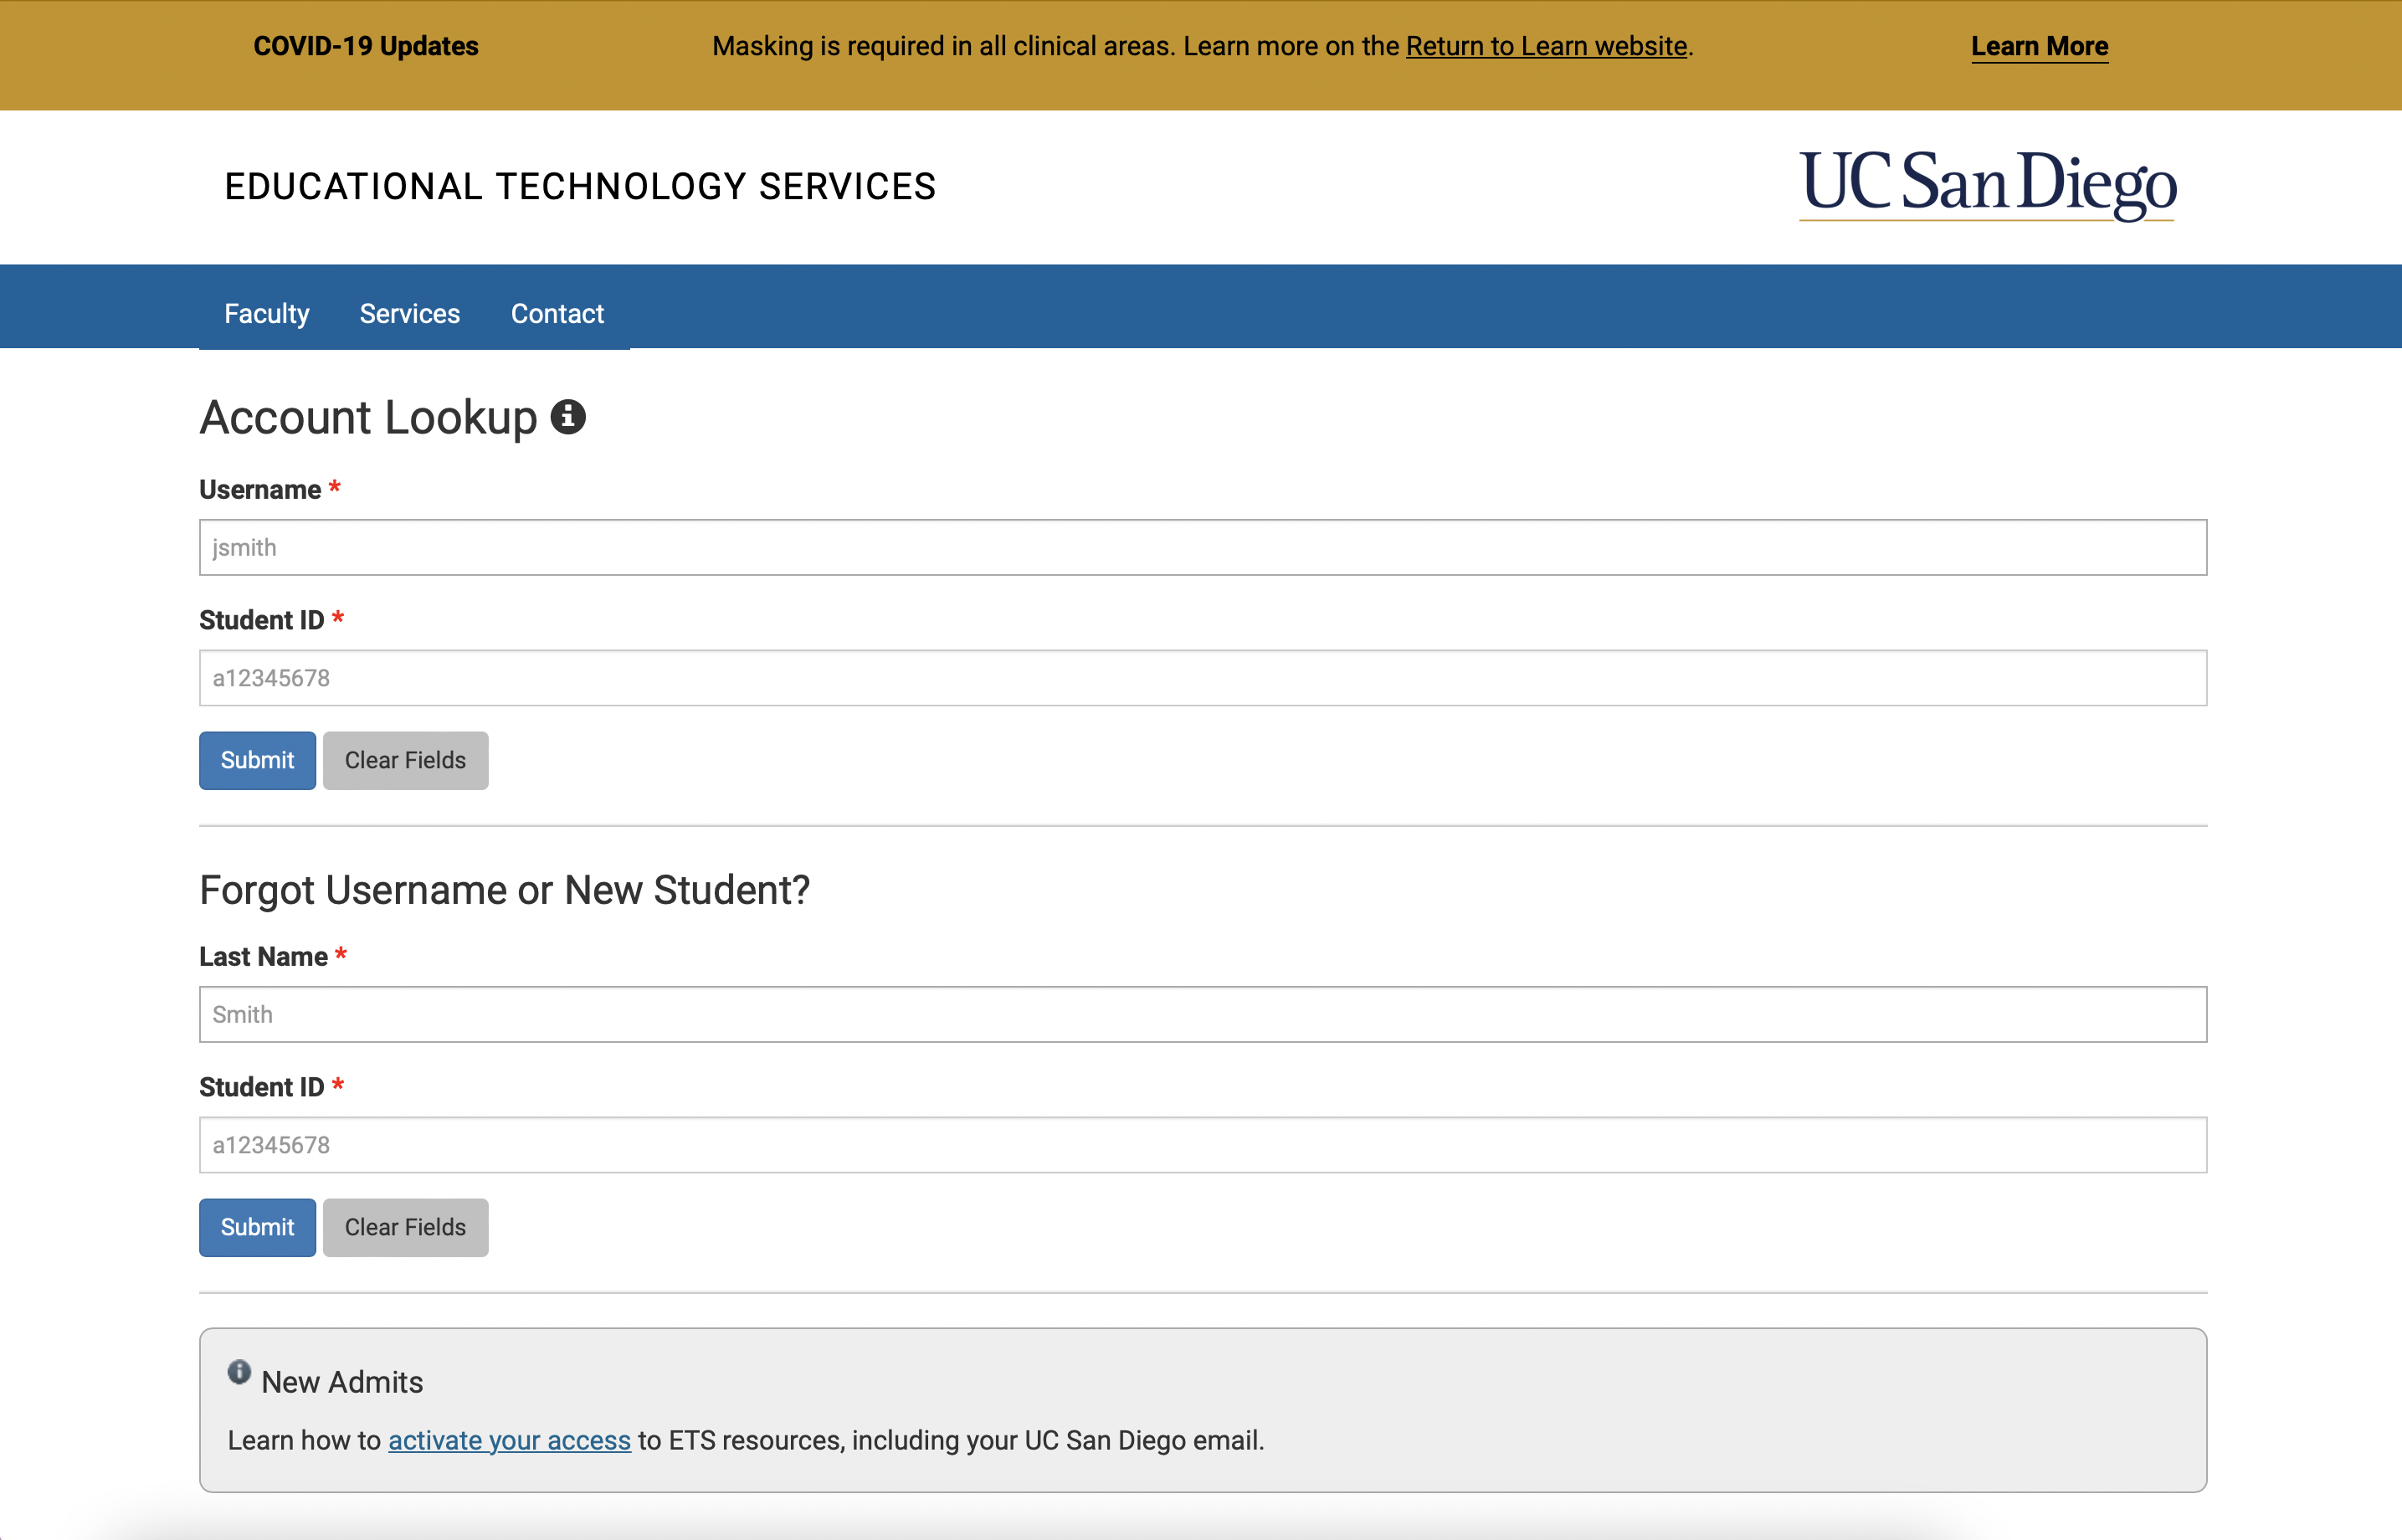 COVID-19 Updates
Masking is required in all clinical areas. Learn more on the Return to Learn website.
Learn More
EDUCATIONAL TECHNOLOGY SERVICES
UC San Diego
Faculty
Services
Contact
Account Lookup
Username *
jsmith
Student ID *
a12345678
Submit
Clear Fields
Forgot Username or New Student?
Last Name *
Smith
Student ID *
a12345678
Submit
Clear Fields
New Admits
Learn how to activate your access to ETS resources, including your UC San Diego email.